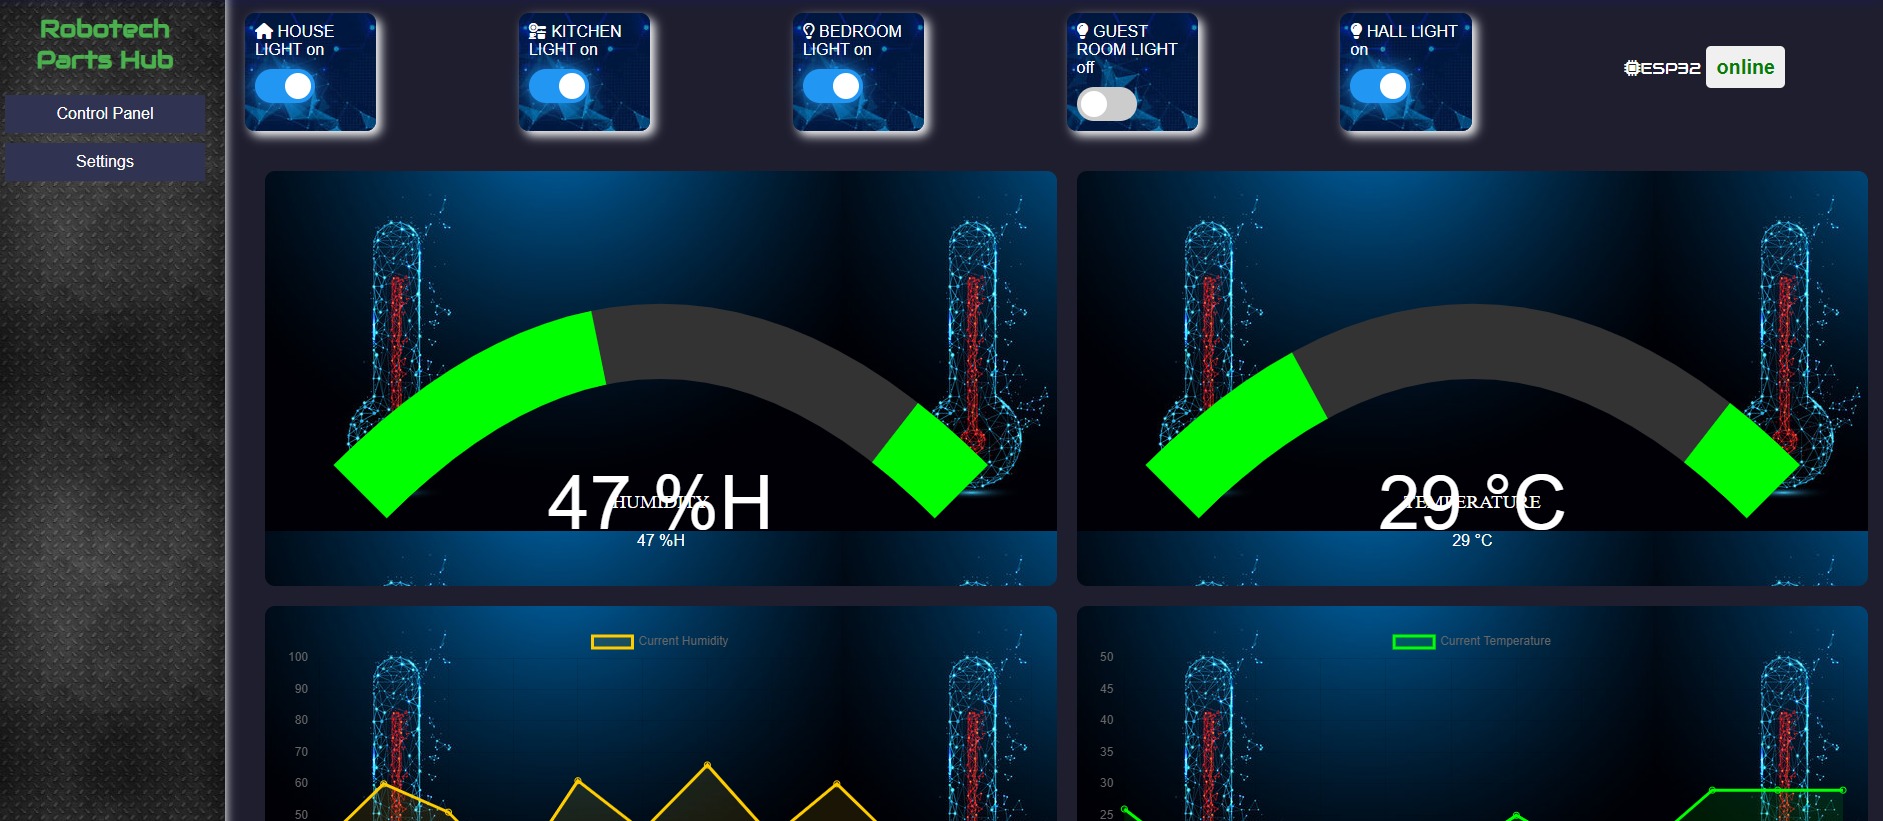 Robotech
Parts Hub
Control Panel
Settings
HOUSE
LIGHT on
KITCHEN
LIGHT on
BEDROOM
LIGHT on
GUEST
ROOM LIGHT
off
HALL LIGHT
on
ESP32 online
47 %H
HUMIDITY
47 %H
29 °C
TEMPERATURE
29 °C
Current Humidity
100
90
80
70
60
50
Current Temperature
50
45
40
35
30
25